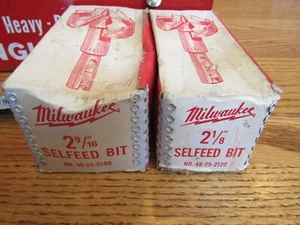 Heavy-
Milwaukee
2 9/16"
SELFEED BIT
NO. 48-25-2560
Milwaukee
2 1/8"
SELFEED BIT
NO. 48-25-2120